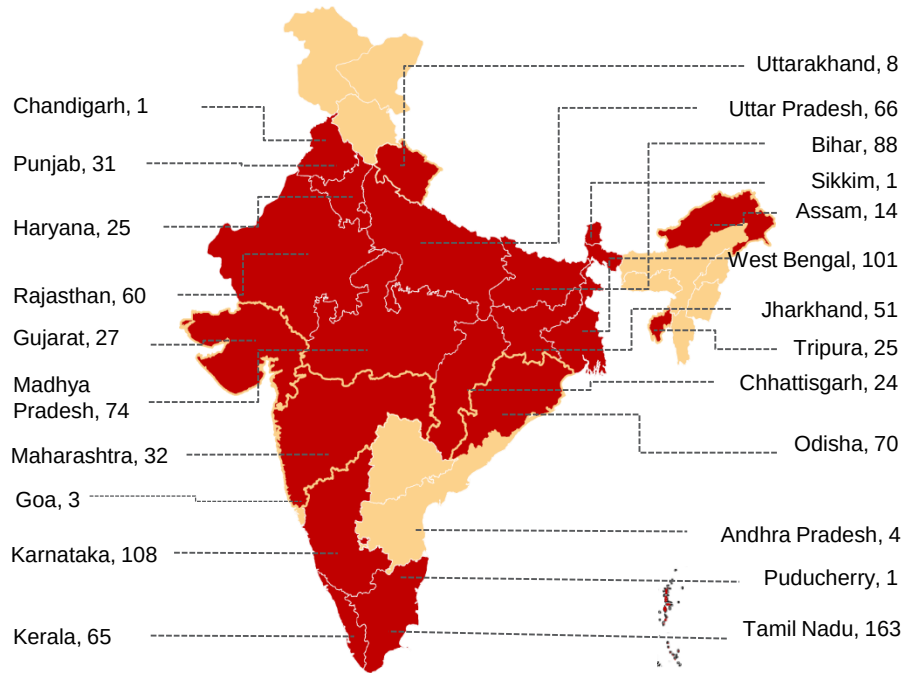 Chandigarh, 1
Punjab, 31
Haryana, 25
Rajasthan, 60
Gujarat, 27
Madhya
Pradesh, 74
Maharashtra, 32
Goa, 3
Karnataka, 108
Kerala, 65
Uttarakhand, 8
Uttar Pradesh, 66
Bihar, 88
Sikkim, 1
Assam, 14
West Bengal, 101
Jharkhand, 51
Tripura, 25
Chhattisgarh, 24
Odisha, 70
Andhra Pradesh, 4
Puducherry, 1
Tamil Nadu, 163